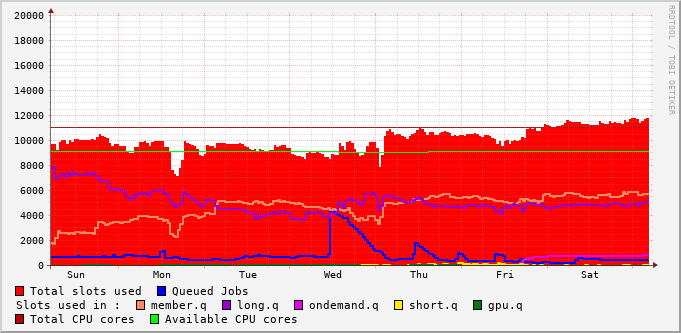 RRDTOOL / TOBI OETIKER
20000
18000
16000
14000
12000
10000
8000
6000
4000
2000
0
Sun Mon Tue Wed Thu Fri Sat
Total slots used Queued Jobs
Slots used in : member.q long.q ondemand.q short.q gpu.q
Total CPU cores Available CPU cores